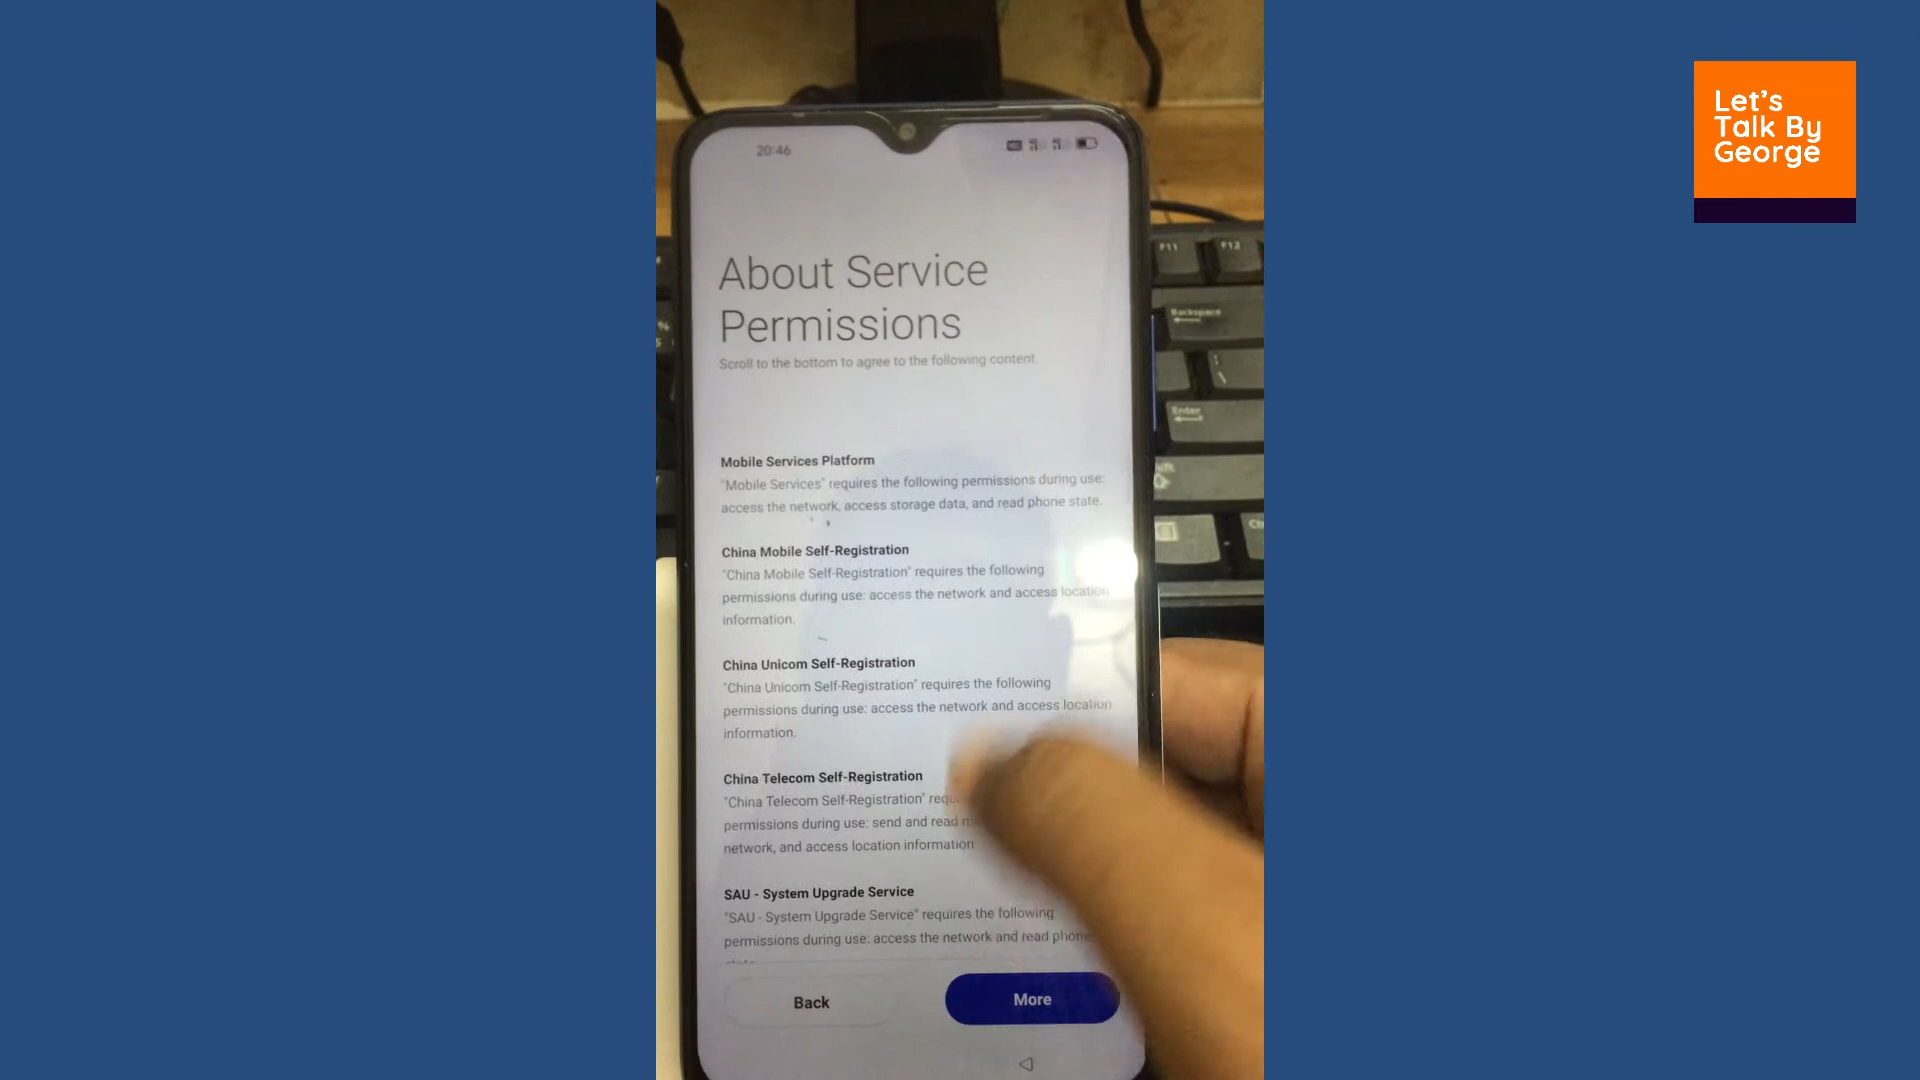 Let's
Talk By
George
20:46
About Service
Permissions
Scroll to the bottom to agree to the following content.
Mobile Services Platform
"Mobile Services" requires the following permissions during use:
access the network, access storage data, and read phone state.
China Mobile Self-Registration
"China Mobile Self-Registration" requires the following
permissions during use: access the network and access location
information.
China Unicom Self-Registration
"China Unicom Self-Registration" requires the following
permissions during use: access the network and access location
information.
China Telecom Self-Registration
"China Telecom Self-Registration"
permissions during use: send and read
network, and access location information
SAU - System Upgrade Service
"SAU - System Upgrade Service" requires the following
permissions during use: access the network and read phone
Back
More
F11
F12
Backspace
Enter
%